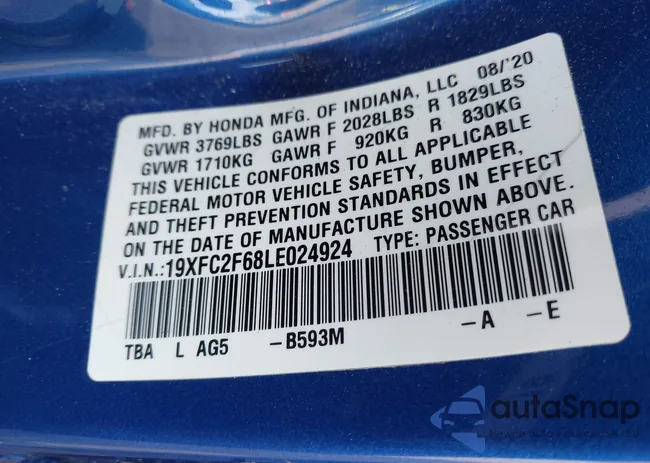 MFD. BY HONDA MFG. OF INDIANA, LLC 08/'20
GVWR 3769LBS GAWR F 2028LBS R 1829LBS
GVWR 1710KG GAWR F 920KG R 830KG
THIS VEHICLE CONFORMS TO ALL APPLICABLE
FEDERAL MOTOR VEHICLE SAFETY, BUMPER,
AND THEFT PREVENTION STANDARDS IN EFFECT
ON THE DATE OF MANUFACTURE SHOWN ABOVE.
V.I.N.:19XFC2F68LE024924 TYPE: PASSENGER CAR
TBA L AG5 -B593M -A -E
autaSnap